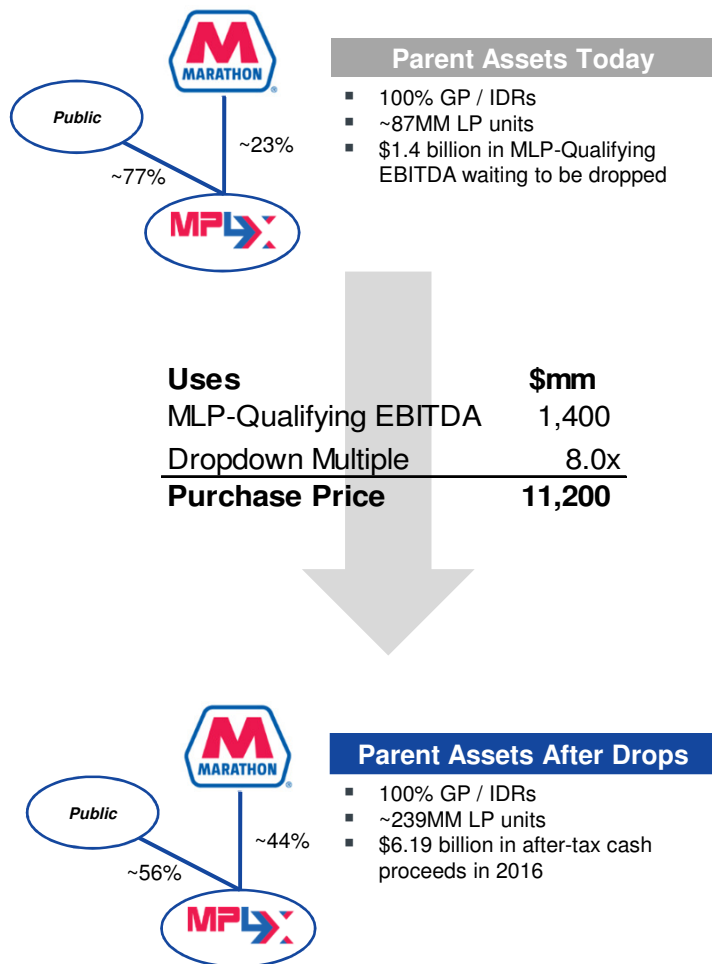 M
MARATHON
Public
~23%
~77%
MPLX
Parent Assets Today
100% GP / IDRs
~87MM LP units
$1.4 billion in MLP-Qualifying
EBITDA waiting to be dropped
Uses $mm
MLP-Qualifying EBITDA 1,400
Dropdown Multiple 8.0x
Purchase Price 11,200
M
MARATHON
Public
~44%
~56%
MPLX
Parent Assets After Drops
100% GP / IDRs
~239MM LP units
$6.19 billion in after-tax cash
proceeds in 2016